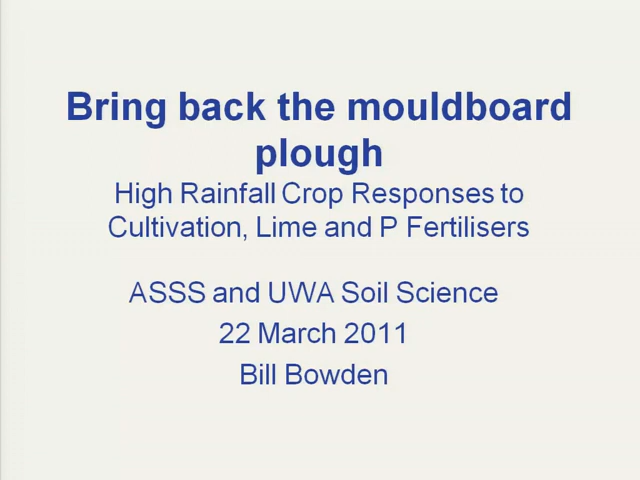 Bring back the mouldboard
plough
High Rainfall Crop Responses to
Cultivation, Lime and P Fertilisers
ASSS and UWA Soil Science
22 March 2011
Bill Bowden